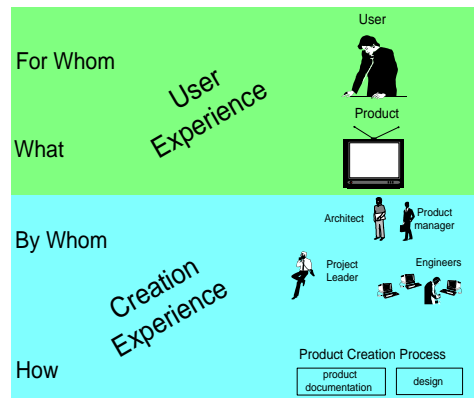 User
For Whom
User
Experience
Product
What
Architect
Product
manager
By Whom
Project
Leader
Engineers
Creation
Experience
Product Creation Process
How
product
documentation
design